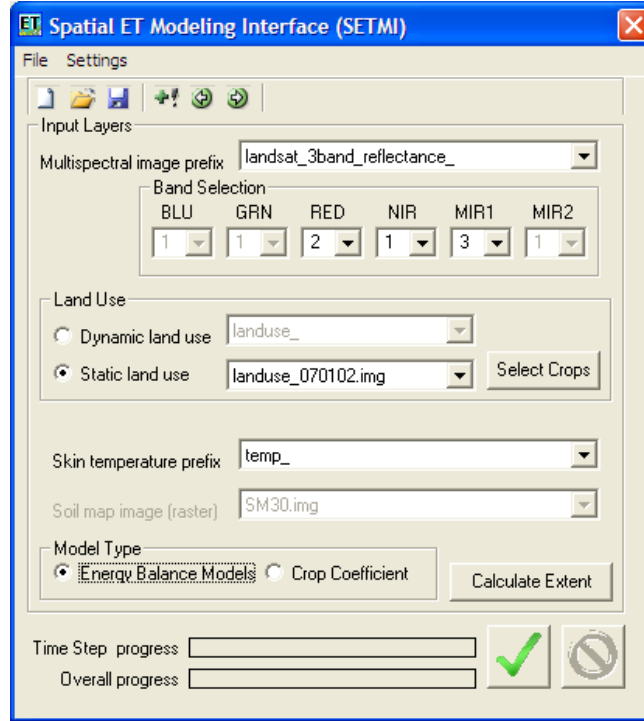 ET Spatial ET Modeling Interface (SETMI)
File Settings
Input Layers
Multispectral image prefix landsat_3band_reflectance_
Band Selection
BLU GRN RED NIR MIR1 MIR2
1 1 2 1 3 1
Land Use
Dynamic land use landuse_
Static land use landuse_070102.img Select Crops
Skin temperature prefix temp_
Soil map image (raster) SM30.img
Model Type
Energy Balance Models Crop Coefficient Calculate Extent
Time Step progress
Overall progress